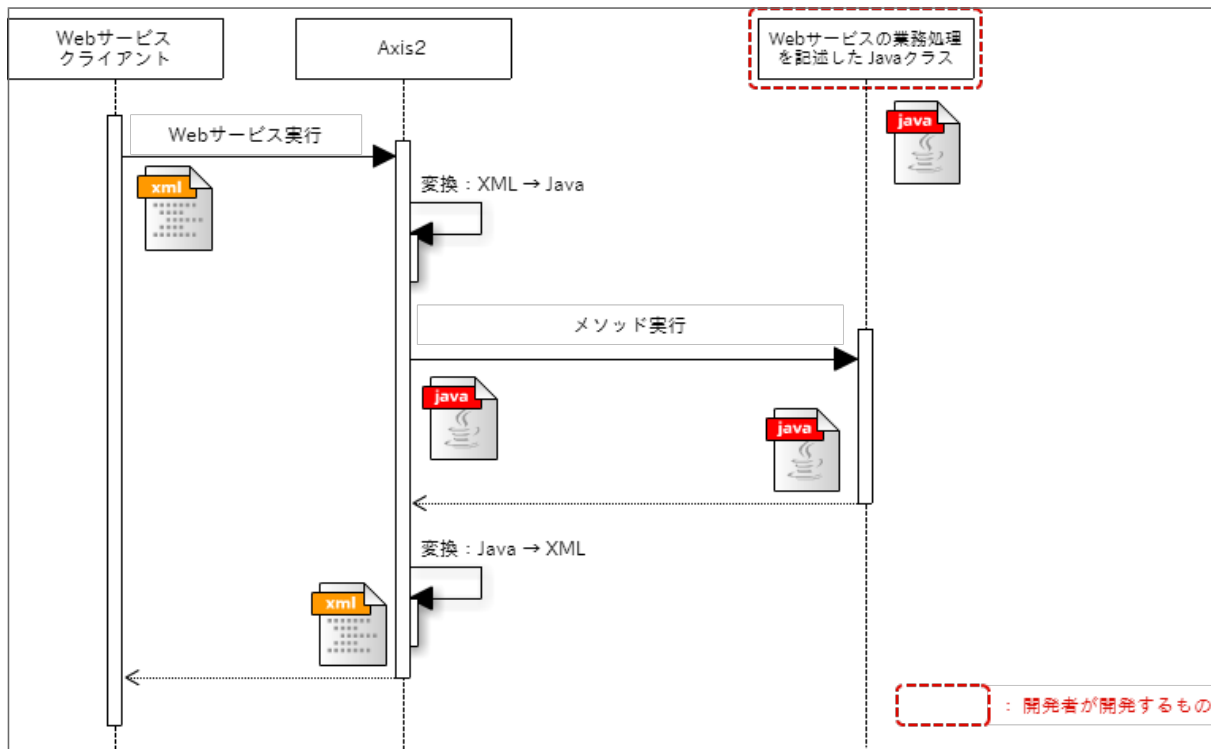 Webサービス
クライアント
Axis2
Webサービスの業務処理
を記述した Javaクラス
java
Webサービス実行
xml
変換：XML → Java
メソッド実行
java
java
変換：Java → XML
xml
： 開発者が開発するもの